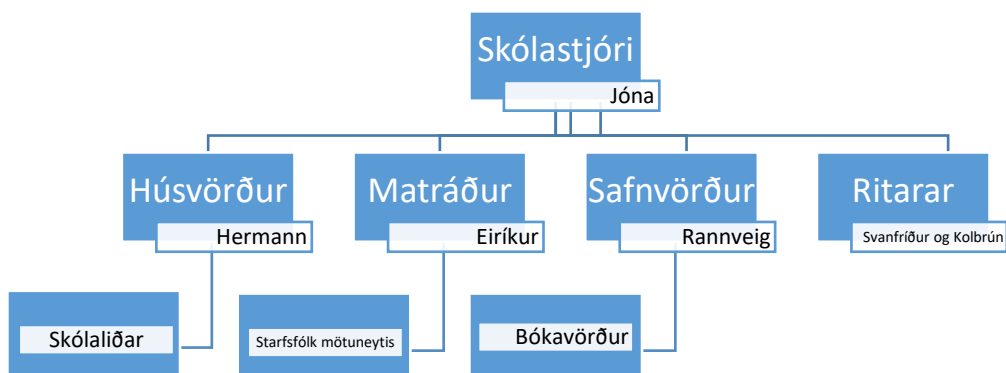 Skólastjóri
Jóna
Húsvörður
Hermann
Matráður
Eiríkur
Safnvörður
Rannveig
Ritarar
Svanfríður og Kolbrún
Skólaliðar
Starfsfólk mötuneytis
Bókavörður